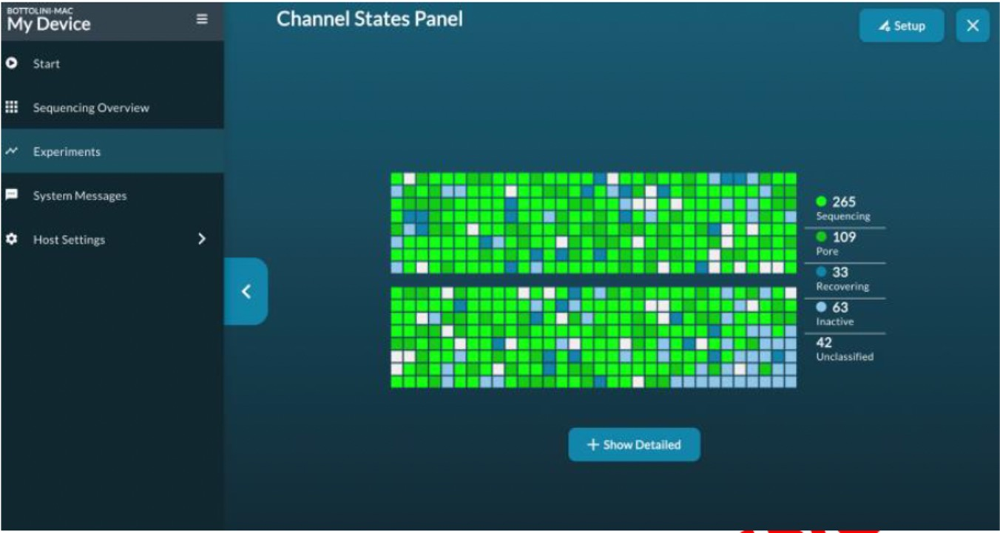 BOTTOLINI-MAC
My Device
Start
Sequencing Overview
Experiments
System Messages
Host Settings
Channel States Panel
Setup
265
Sequencing
109
Pore
33
Recovering
63
Inactive
42
Unclassified
Show Detailed